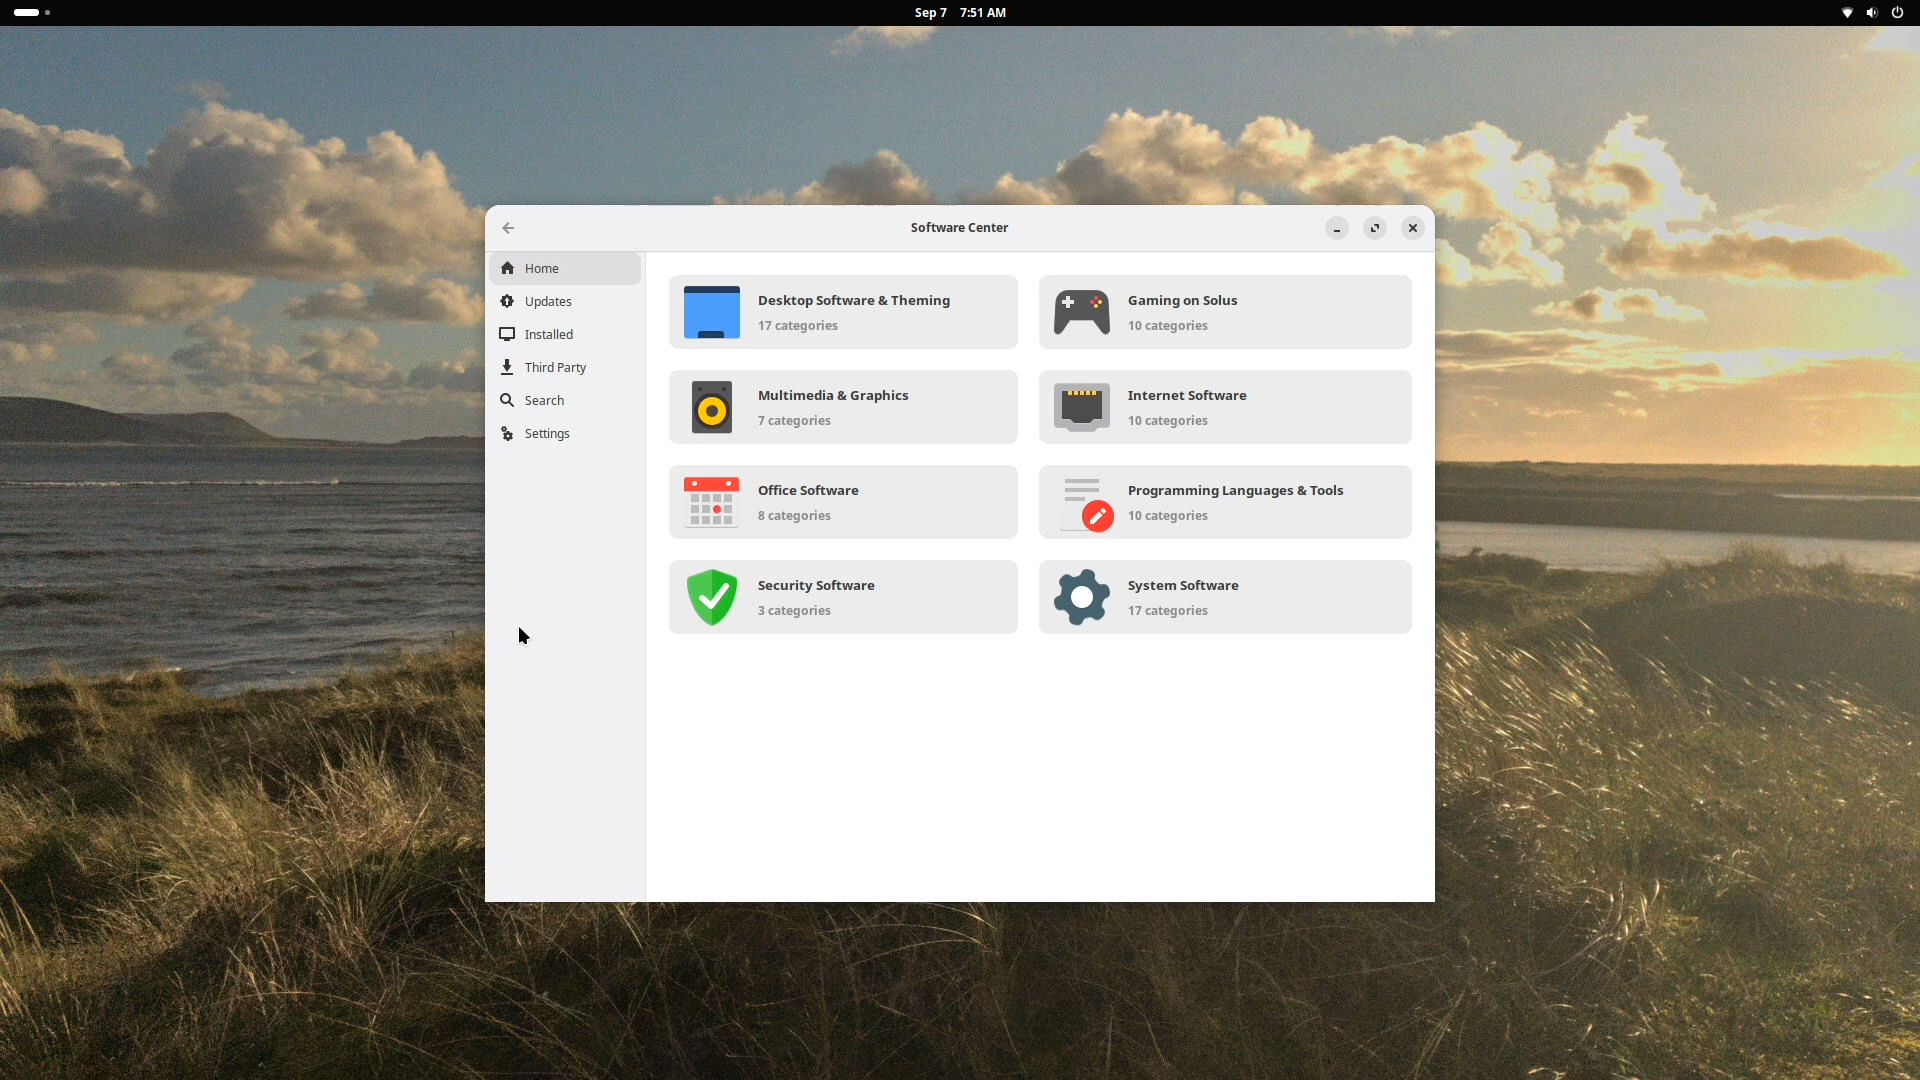 Sep 7 7:51 AM
Software Center
Home
Updates
Installed
Third Party
Search
Settings
Desktop Software & Theming
17 categories
Gaming on Solus
10 categories
Multimedia & Graphics
7 categories
Internet Software
10 categories
Office Software
8 categories
Programming Languages & Tools
10 categories
Security Software
3 categories
System Software
17 categories